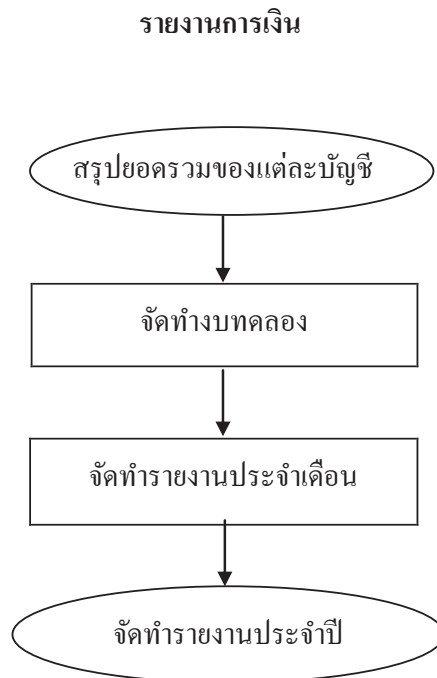 รายงานการเงิน
สรุปยอดรวมของแต่ละบัญชี
จัดทำงบทดลอง
จัดทำรายงานประจำเดือน
จัดทำรายงานประจำปี